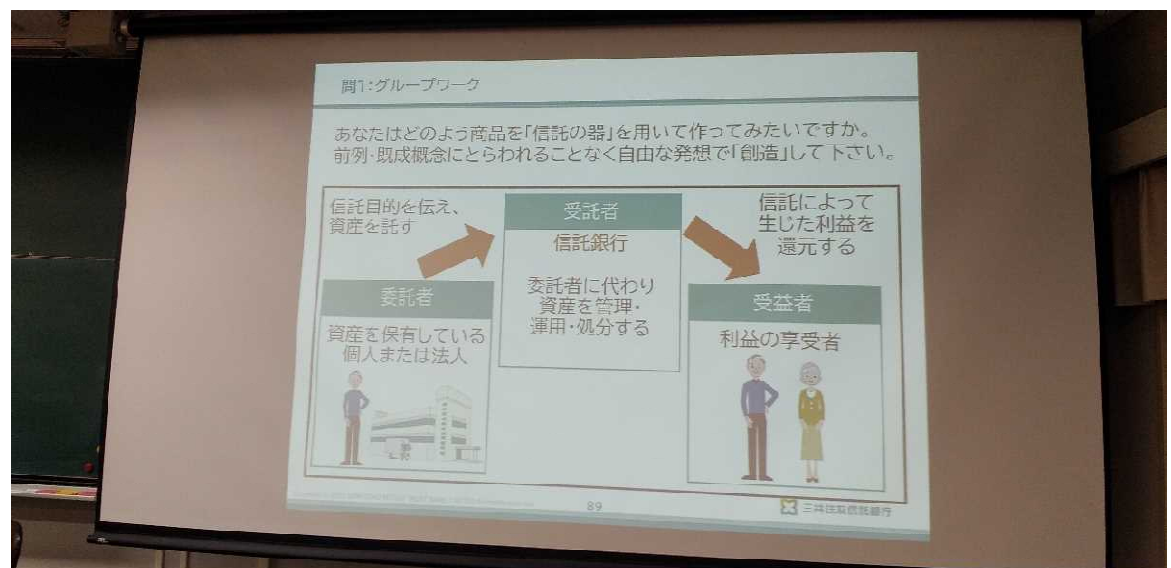 問1:グループワーク
あなたはどのよう商品を「信託の器」を用いて作ってみたいですか。
前例・既成概念にとらわれることなく自由な発想で「創造」して下さい。
信託目的を伝え、
資産を託す
受託者
信託銀行
委託者に代わり
資産を管理・
運用・処分する
信託によって
生じた利益を
還元する
委託者
資産を保有している
個人または法人
受益者
利益の享受者
89
三井住友信託銀行